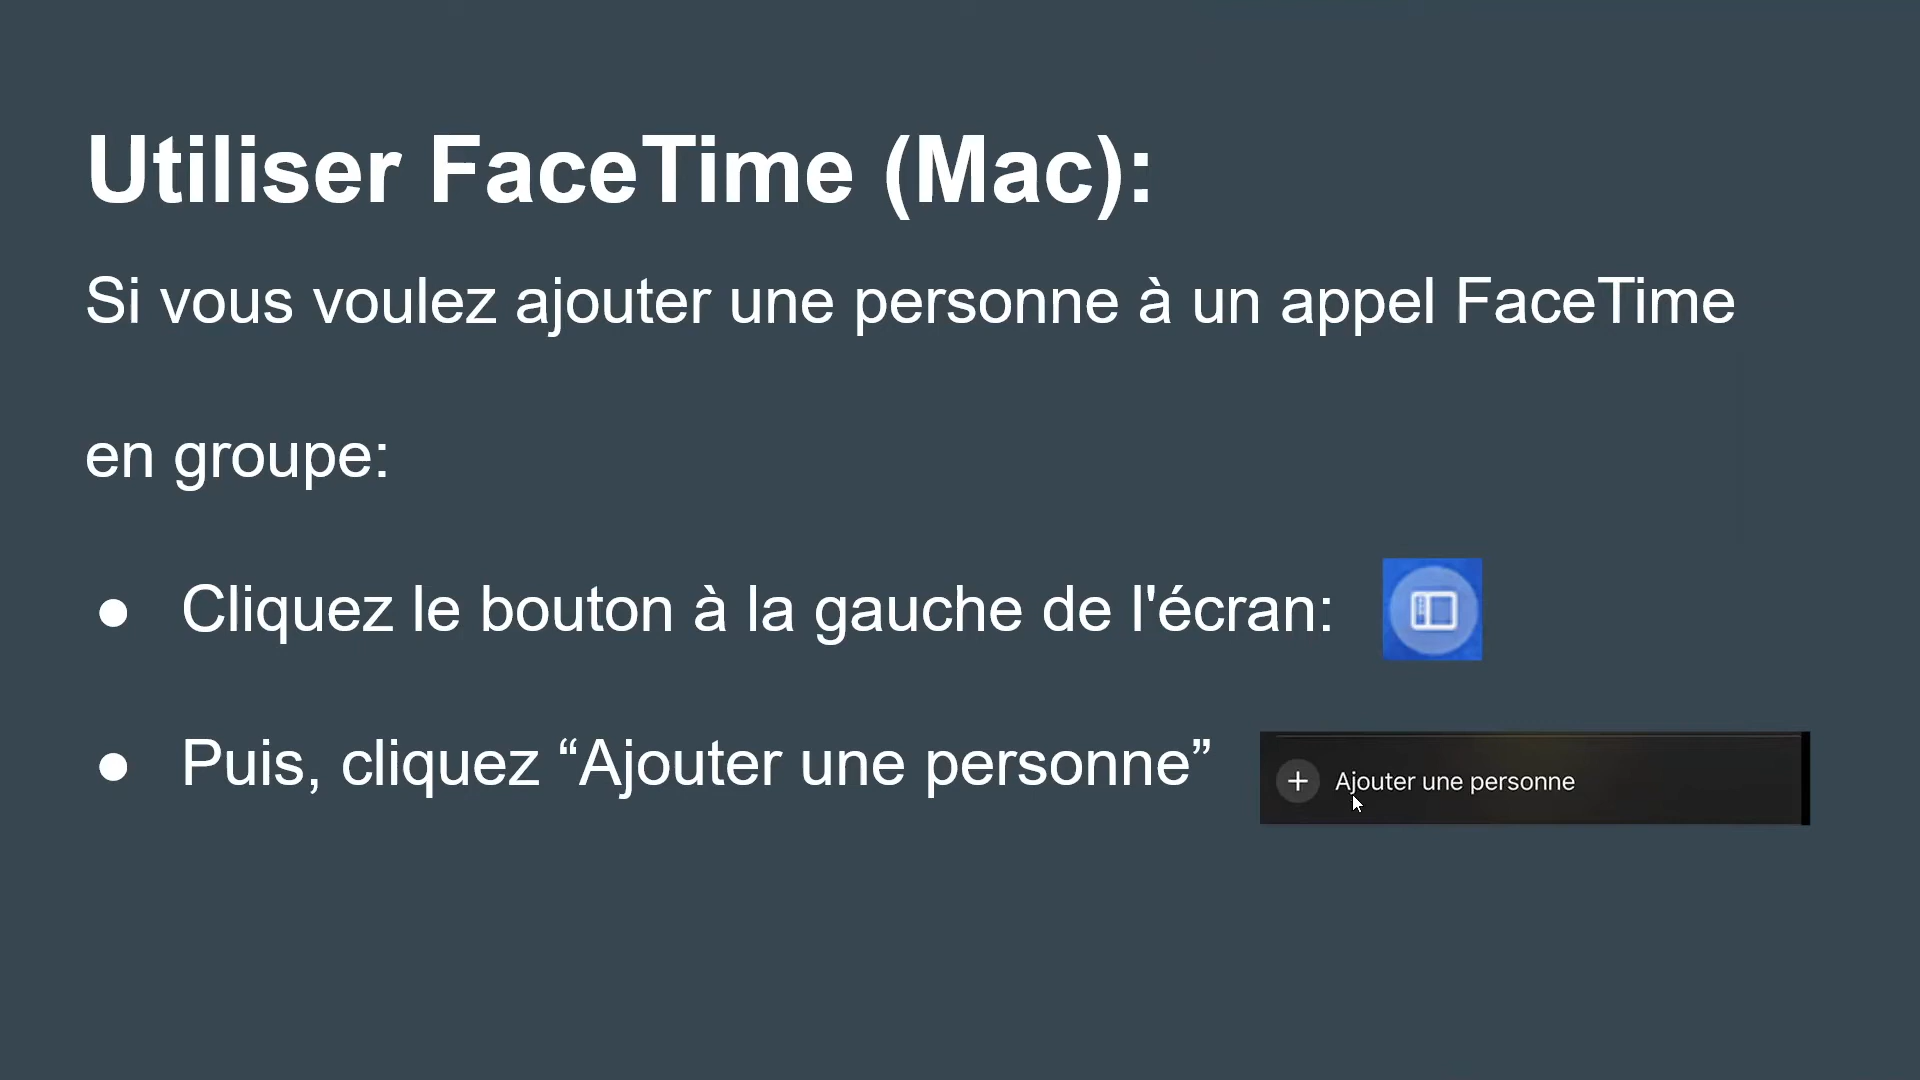 Utiliser FaceTime (Mac):
Si vous voulez ajouter une personne à un appel FaceTime
en groupe:
● Cliquez le bouton à la gauche de l'écran:
● Puis, cliquez “Ajouter une personne”
+ Ajouter une personne